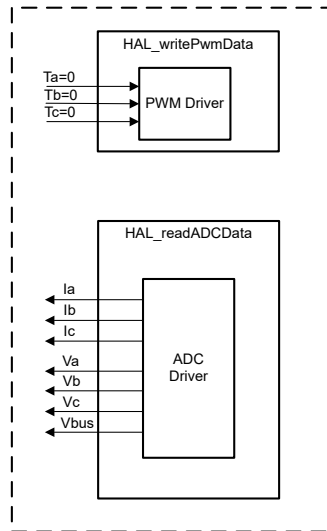 HAL_writePwmData
Ta=0
Tb=0
Tc=0
PWM Driver
HAL_readADCData
Ia
Ib
Ic
Va
Vb
Vc
Vbus
ADC
Driver